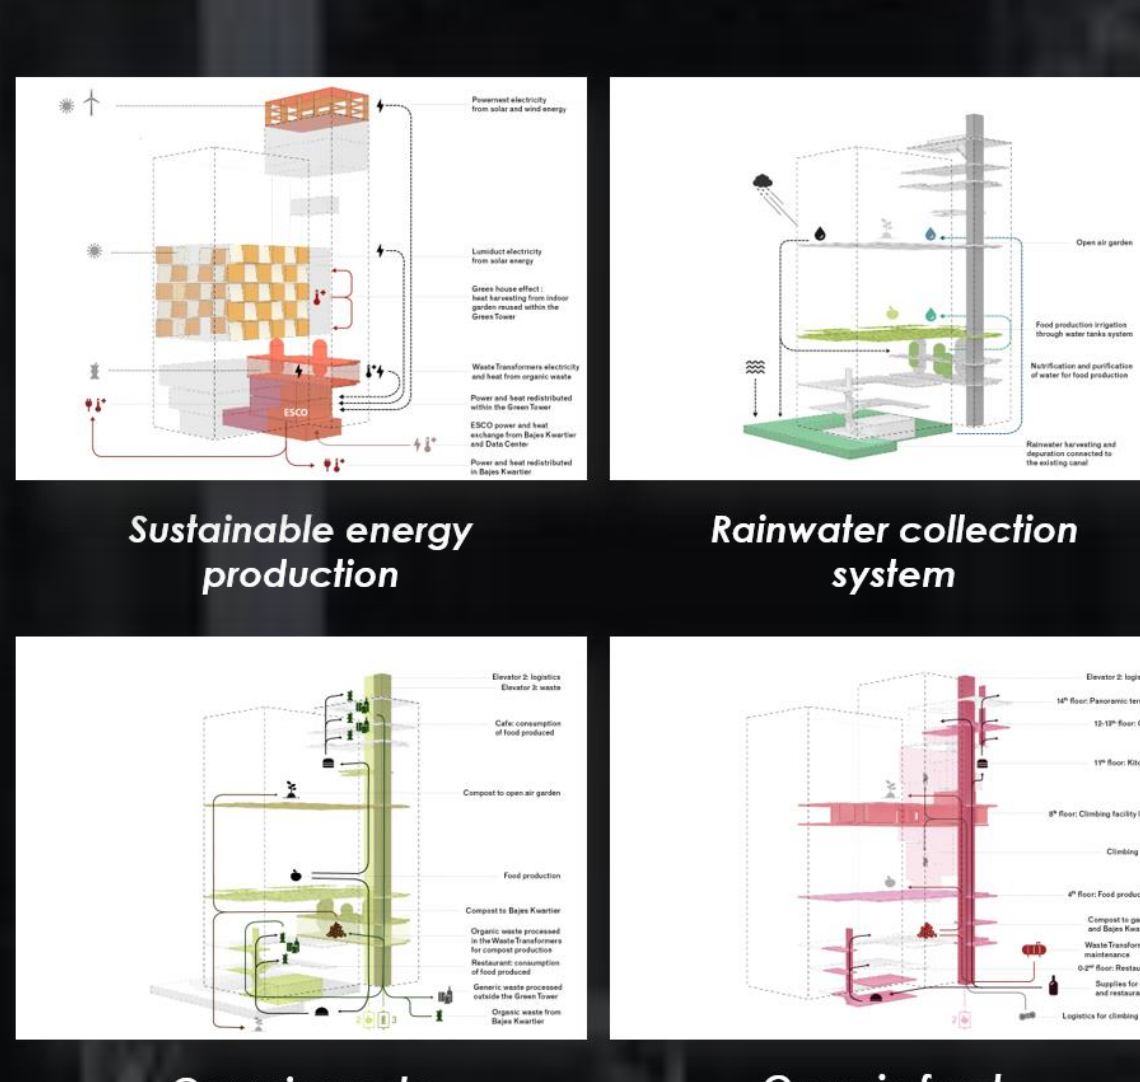 Powernest electricity
from solar and wind energy
Lumiduct electricity
from solar energy
Green house effect :
heat harvesting from indoor
garden reused within the
Green Tower
Waste Transformers electricity
and heat from organic waste
Power and heat redistributed
within the Green Tower
ESCO
ESCO power and heat
exchange from Bajes Kwartier
and Data Center
Power and heat redistributed
in Bajes Kwartier
Sustainable energy
production
Open air garden
Food production irrigation
through water tanks system
Nutrification and purification
of water for food production
Rainwater harvesting and
depuration connected to
the existing canal
Rainwater collection
system
Elevator 2: logistics
Elevator 3: waste
Cafe: consumption
of food produced
Compost to open air garden
Food production
Compost to Bajes Kwartier
Organic waste processed
in the Waste Transformers
for compost production
Restaurant: consumption
of food produced
Generic waste processed
outside the Green Tower
Organic waste from
Bajes Kwartier
2 3
Elevator 2: logi
14th floor: Panoramic
12-13th floor:
11th floor:
8th floor: Climbing facility
Climbing
4th floor: Food
Compost to
and Bajes
Waste
maintenance
0-2nd floor:
Supplies for
and
Logistics for climbing
2